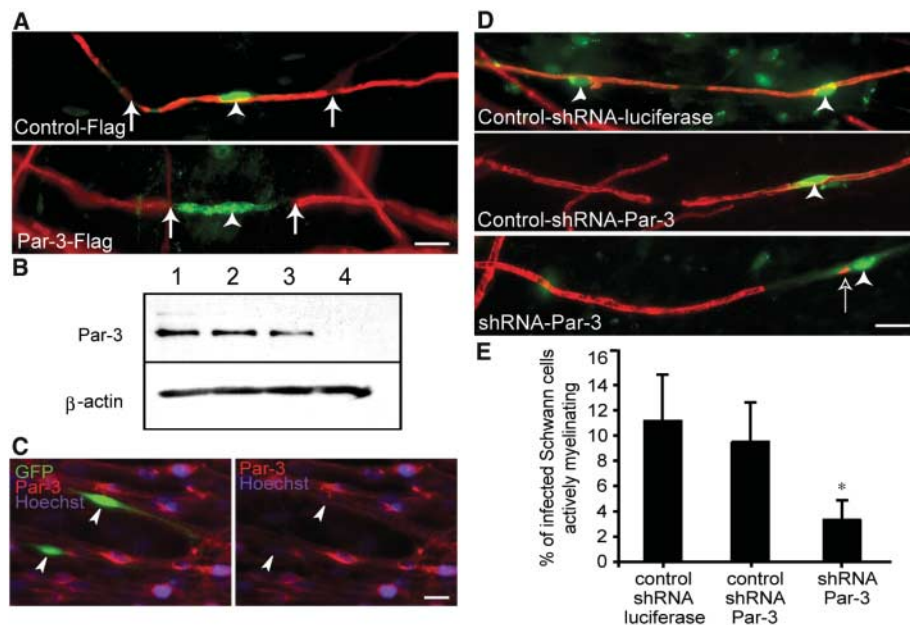 A
Control-Flag
Par-3-Flag
B
1 2 3 4
Par-3
β-actin
C
GFP
Par-3
Hoechst
Par-3
Hoechst
D
Control-shRNA-luciferase
Control-shRNA-Par-3
shRNA-Par-3
E
% of infected Schwann cells
actively myelinating
16
14
12
10
8
6
4
2
0
*
control
shRNA
luciferase
control
shRNA
Par-3
shRNA
Par-3